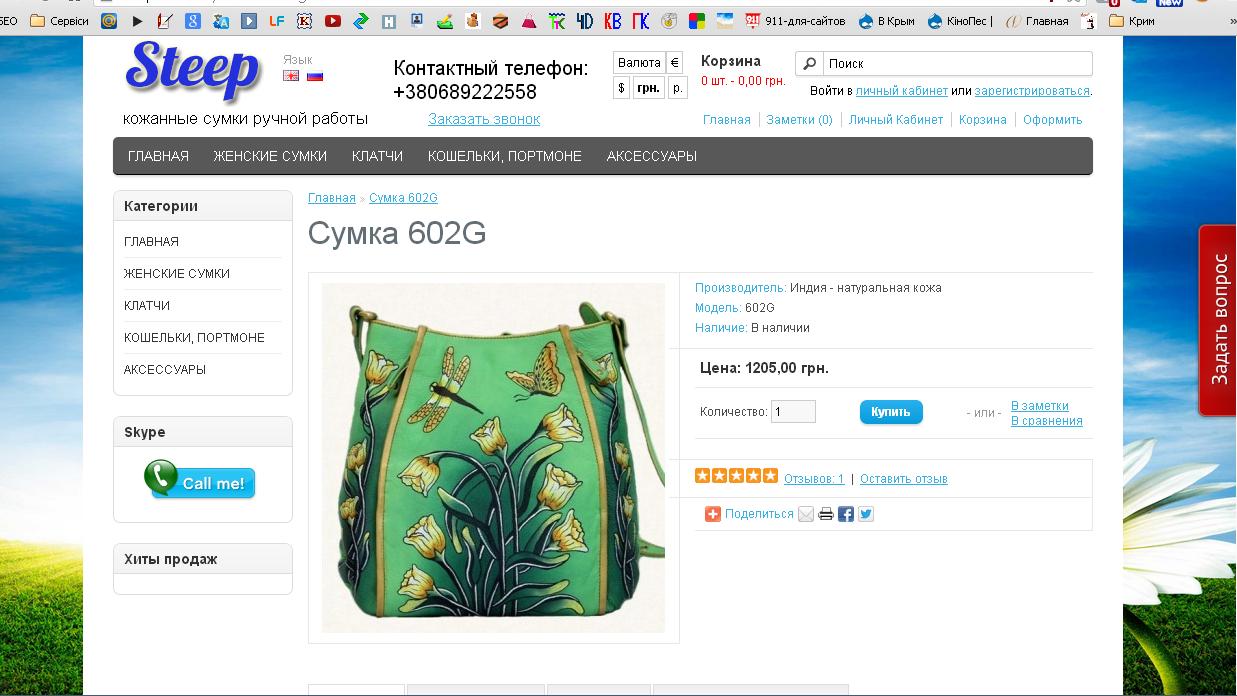 SEO
Сервіси
911-для-сайтов
В Крым
КіноПес |
Главная
Крим
»
Steep
Язык
кожанные сумки ручной работы
Контактный телефон:
+380689222558
Заказать звонок
Валюта €
$ грн. р.
Корзина
0 шт. - 0,00 грн.
Поиск
Войти в личный кабинет или зарегистрироваться.
Главная Заметки (0) Личный Кабинет Корзина Оформить
ГЛАВНАЯ ЖЕНСКИЕ СУМКИ КЛАТЧИ КОШЕЛЬКИ, ПОРТМОНЕ АКСЕССУАРЫ
Категории
ГЛАВНАЯ
ЖЕНСКИЕ СУМКИ
КЛАТЧИ
КОШЕЛЬКИ, ПОРТМОНЕ
АКСЕССУАРЫ
Skype
Call me!
Хиты продаж
Главная » Сумка 602G
Сумка 602G
Производитель: Индия - натуральная кожа
Модель: 602G
Наличие: В наличии
Цена: 1205,00 грн.
Количество: 1
Купить
- или -
В заметки
В сравнения
Отзывов: 1 | Оставить отзыв
Поделиться
Задать вопрос